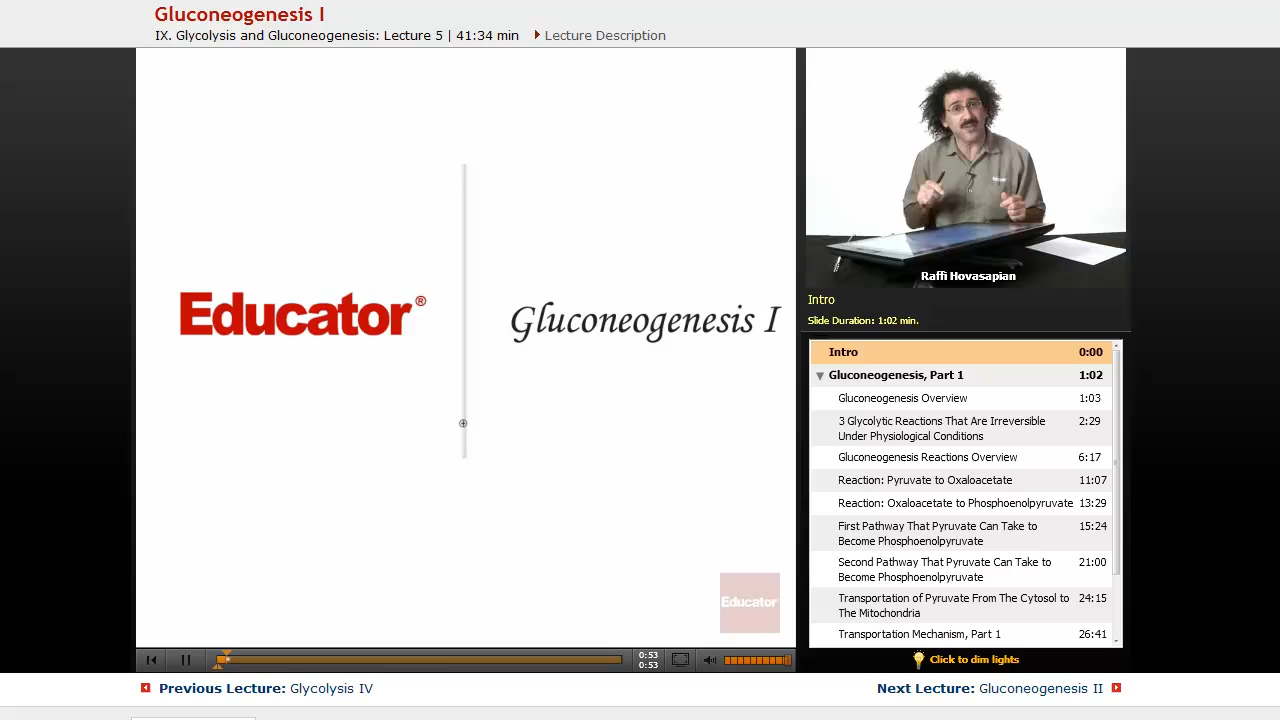 Gluconeogenesis I
IX. Glycolysis and Gluconeogenesis: Lecture 5 | 41:34 min Lecture Description
Educator®
Gluconeogenesis I
Educator
Raffi Hovasapian
Intro
Slide Duration: 1:02 min.
Intro 0:00
Gluconeogenesis, Part 1 1:02
Gluconeogenesis Overview 1:03
3 Glycolytic Reactions That Are Irreversible 2:29
Under Physiological Conditions
Gluconeogenesis Reactions Overview 6:17
Reaction: Pyruvate to Oxaloacetate 11:07
Reaction: Oxaloacetate to Phosphoenolpyruvate 13:29
First Pathway That Pyruvate Can Take to 15:24
Become Phosphoenolpyruvate
Second Pathway That Pyruvate Can Take to 21:00
Become Phosphoenolpyruvate
Transportation of Pyruvate From The Cytosol to 24:15
The Mitochondria
Transportation Mechanism, Part 1 26:41
0:53
0:53
Click to dim lights
Previous Lecture: Glycolysis IV
Next Lecture: Gluconeogenesis II